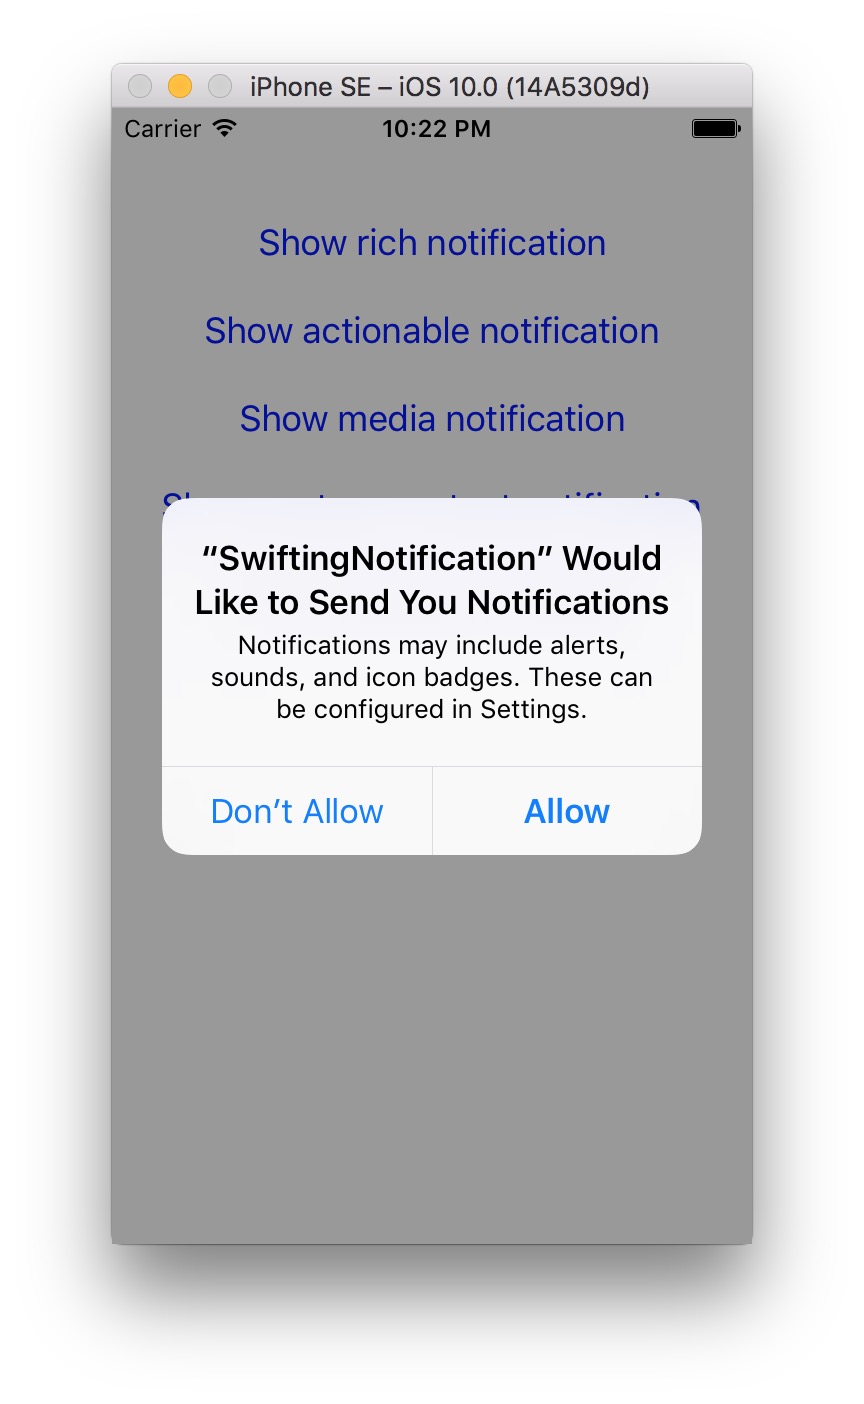 iPhone SE – iOS 10.0 (14A5309d)
Carrier 10:22 PM
Show rich notification
Show actionable notification
Show media notification
“SwiftingNotification” Would
Like to Send You Notifications
Notifications may include alerts,
sounds, and icon badges. These can
be configured in Settings.
Don’t Allow Allow